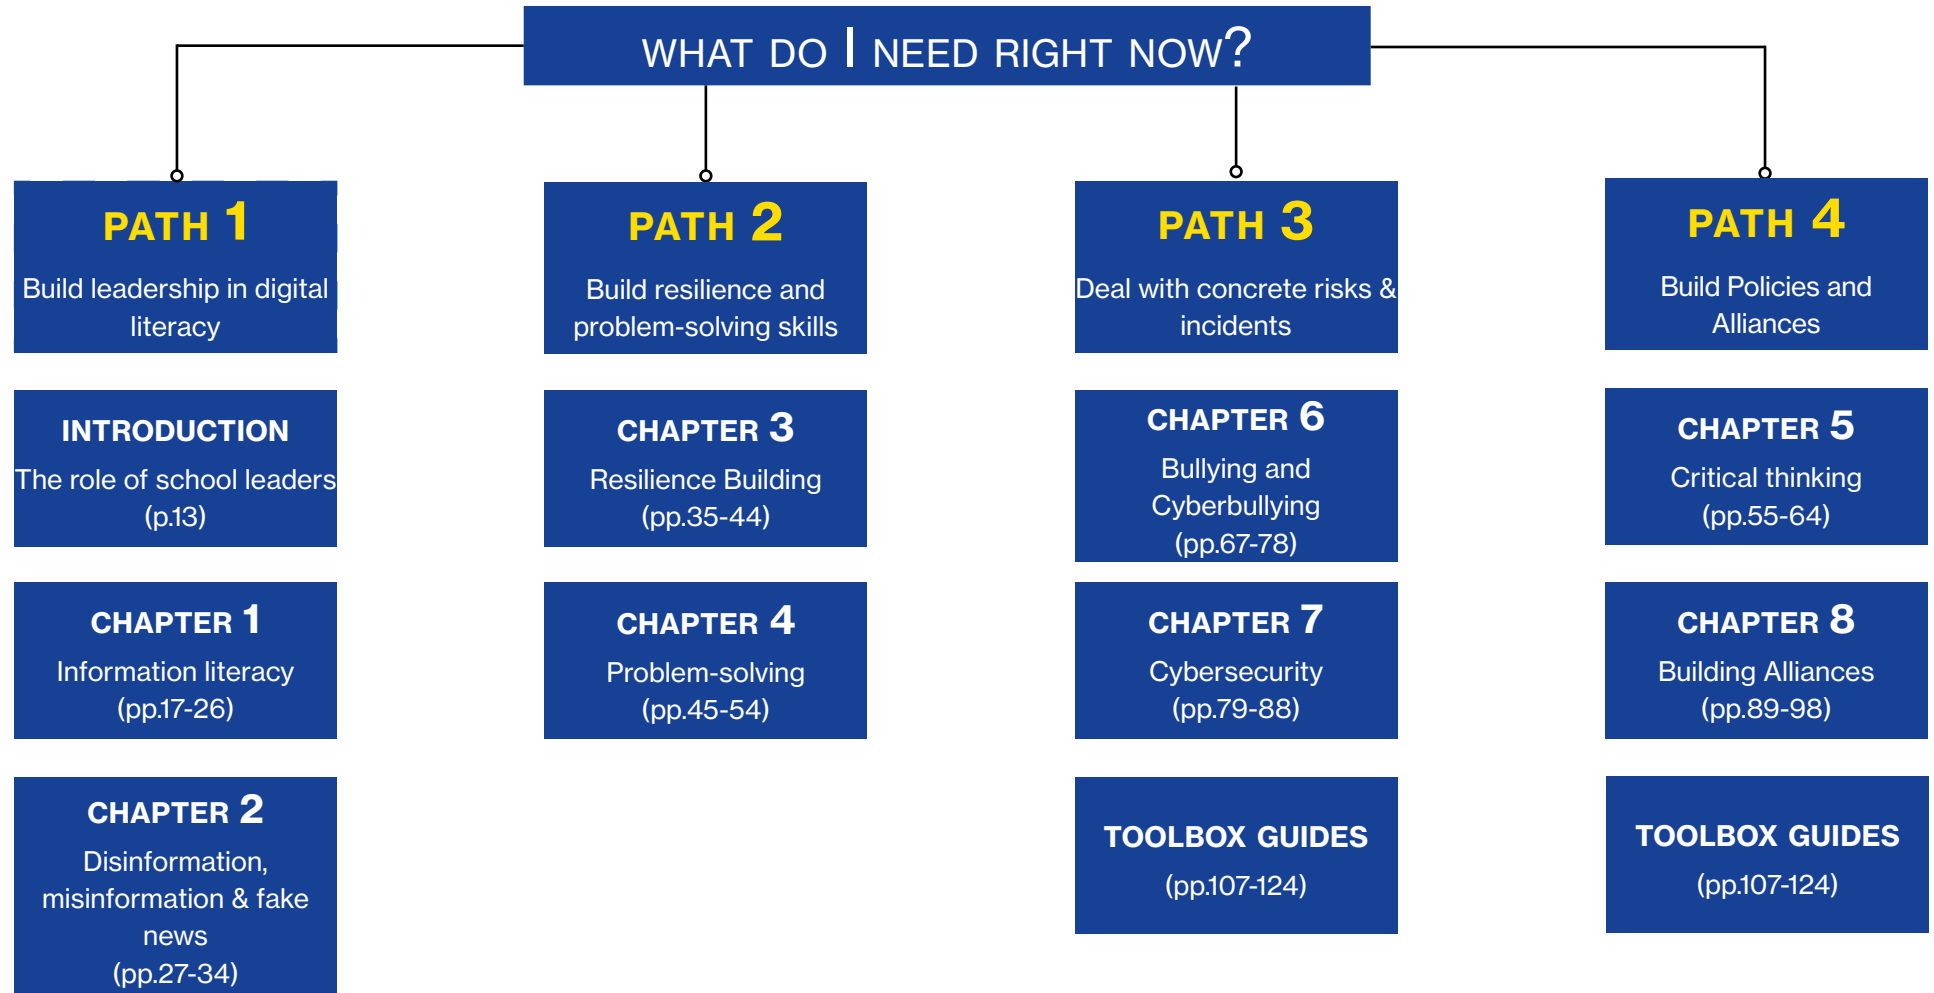 WHAT DO I NEED RIGHT NOW?
PATH 1
Build leadership in digital
literacy
INTRODUCTION
The role of school leaders
(p.13)
CHAPTER 1
Information literacy
(pp.17-26)
CHAPTER 2
Disinformation,
misinformation & fake
news
(pp.27-34)
PATH 2
Build resilience and
problem-solving skills
CHAPTER 3
Resilience Building
(pp.35-44)
CHAPTER 4
Problem-solving
(pp.45-54)
PATH 3
Deal with concrete risks &
incidents
CHAPTER 6
Bullying and
Cyberbullying
(pp.67-78)
CHAPTER 7
Cybersecurity
(pp.79-88)
TOOLBOX GUIDES
(pp.107-124)
PATH 4
Build Policies and
Alliances
CHAPTER 5
Critical thinking
(pp.55-64)
CHAPTER 8
Building Alliances
(pp.89-98)
TOOLBOX GUIDES
(pp.107-124)